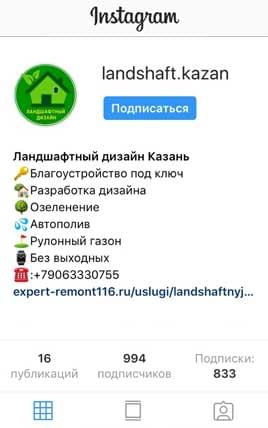 Instagram
landshaft.kazan
ЛАНДШАФТНЫЙ
ДИЗАЙН
Подписаться
Ландшафтный дизайн Казань
🔑Благоустройство под ключ
🏡Разработка дизайна
🌳Озеленение
💦Автополив
⛳Рулонный газон
⌚Без выходных
☎️:+79063330755
expert-remont116.ru/uslugi/landshaftnyj...
16 994 Подписки:
публикаций подписчиков 833